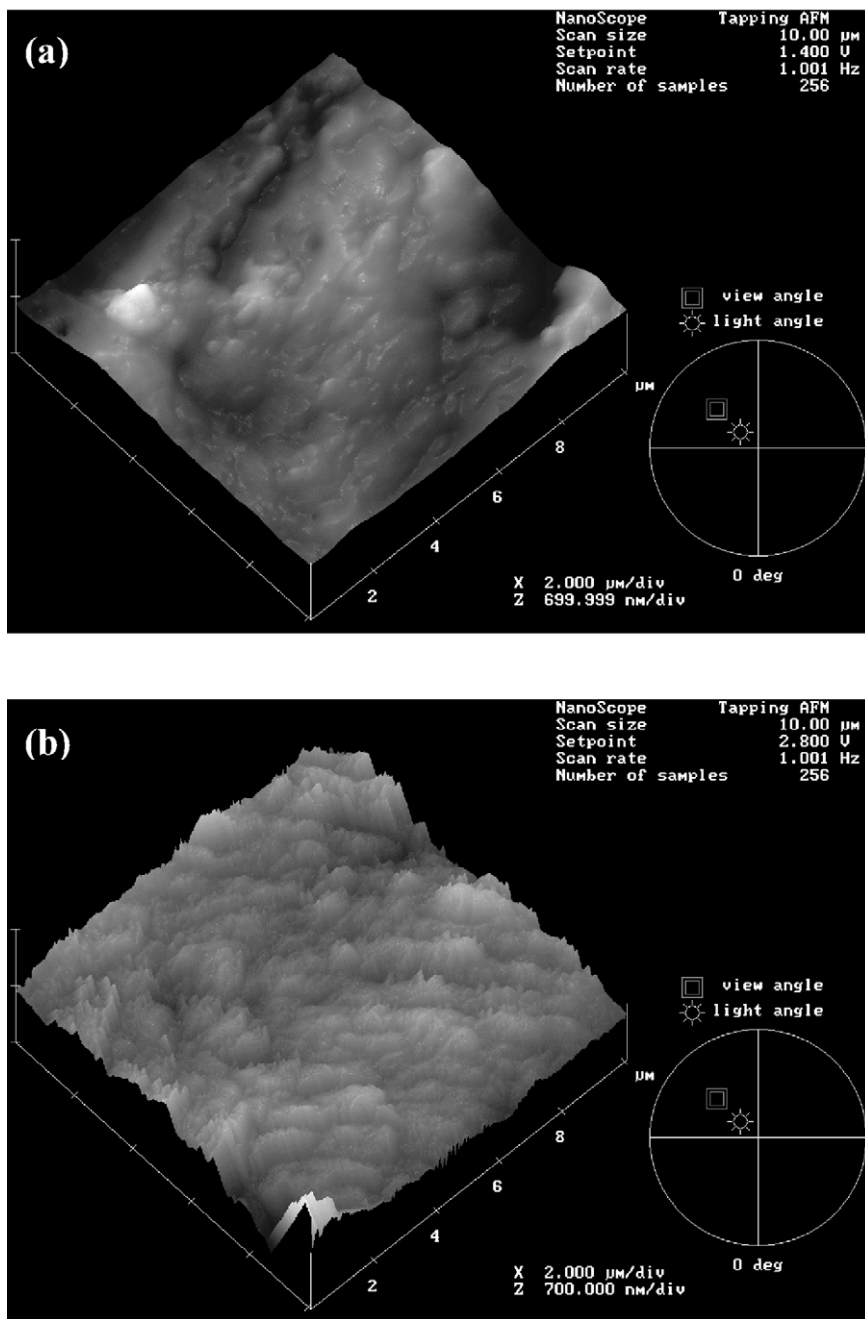 (a)
NanoScope Tapping AFM
Scan size 10.00 µm
Setpoint 1.400 V
Scan rate 1.001 Hz
Number of samples 256
view angle
light angle
µm
8
6
4
2
X 2.000 µm/div
Z 699.999 nm/div
0 deg
(b)
NanoScope Tapping AFM
Scan size 10.00 µm
Setpoint 2.800 V
Scan rate 1.001 Hz
Number of samples 256
view angle
light angle
µm
8
6
4
2
X 2.000 µm/div
Z 700.000 nm/div
0 deg